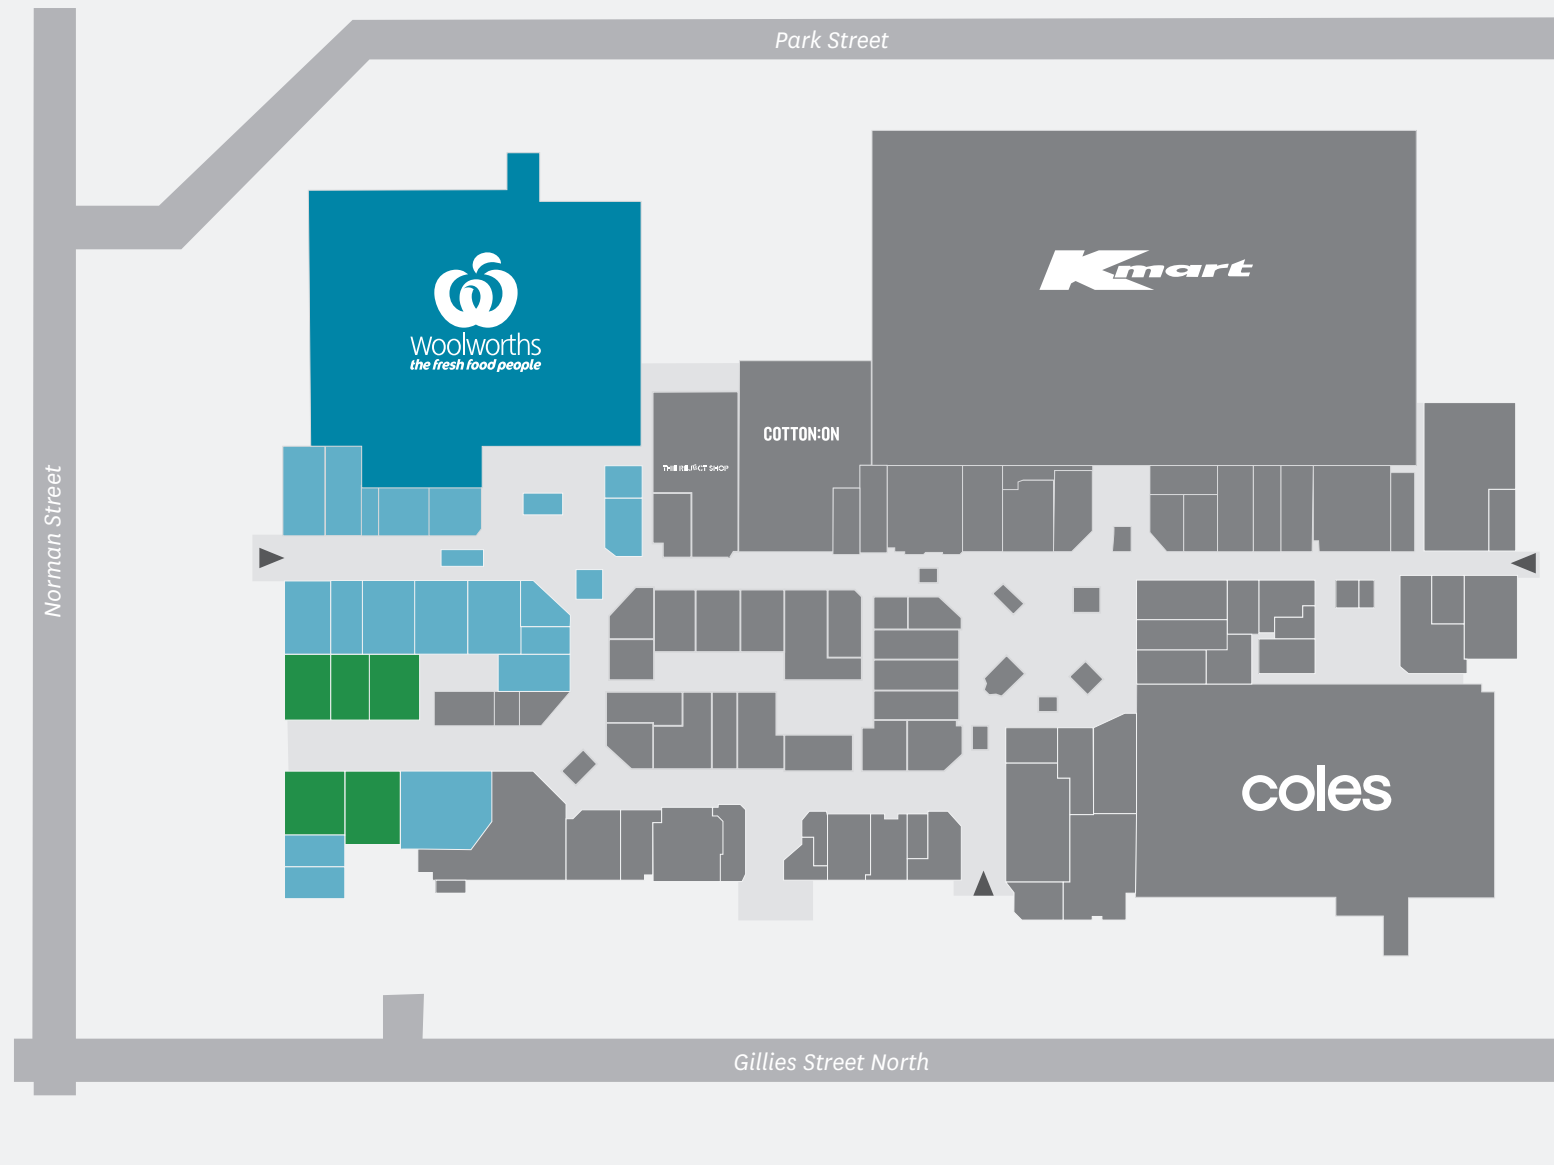 Park Street
Kmart
Woolworths
the fresh food people
COTTON:ON
THE REJECT SHOP
Norman Street
coles
Gillies Street North